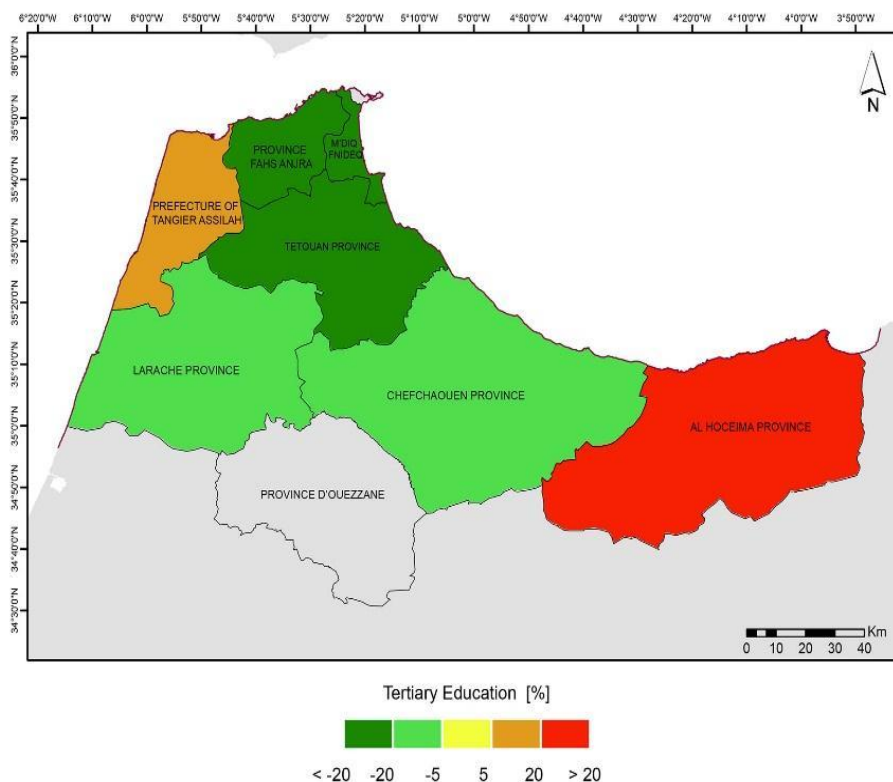 6°20'0"W 6°10'0"W 6°0'0"W 5°50'0"W 5°40'0"W 5°30'0"W 5°20'0"W 5°10'0"W 5°0'0"W 4°50'0"W 4°40'0"W 4°30'0"W 4°20'0"W 4°10'0"W 4°0'0"W 3°50'0"W
36°0'0"N
35°50'0"N
35°40'0"N
35°30'0"N
35°20'0"N
35°10'0"N
35°0'0"N
34°50'0"N
34°40'0"N
34°30'0"N
N
M'DIQ
FNIDEQ
PROVINCE
FAHS ANJRA
PREFECTURE OF
TANGIER ASSILAH
TETOUAN PROVINCE
LARACHE PROVINCE
CHEFCHAOUEN PROVINCE
AL HOCEIMA PROVINCE
PROVINCE D'OUEZZANE
Km
0 10 20 30 40
Tertiary Education [%]
< -20 -20 -5 5 20 > 20